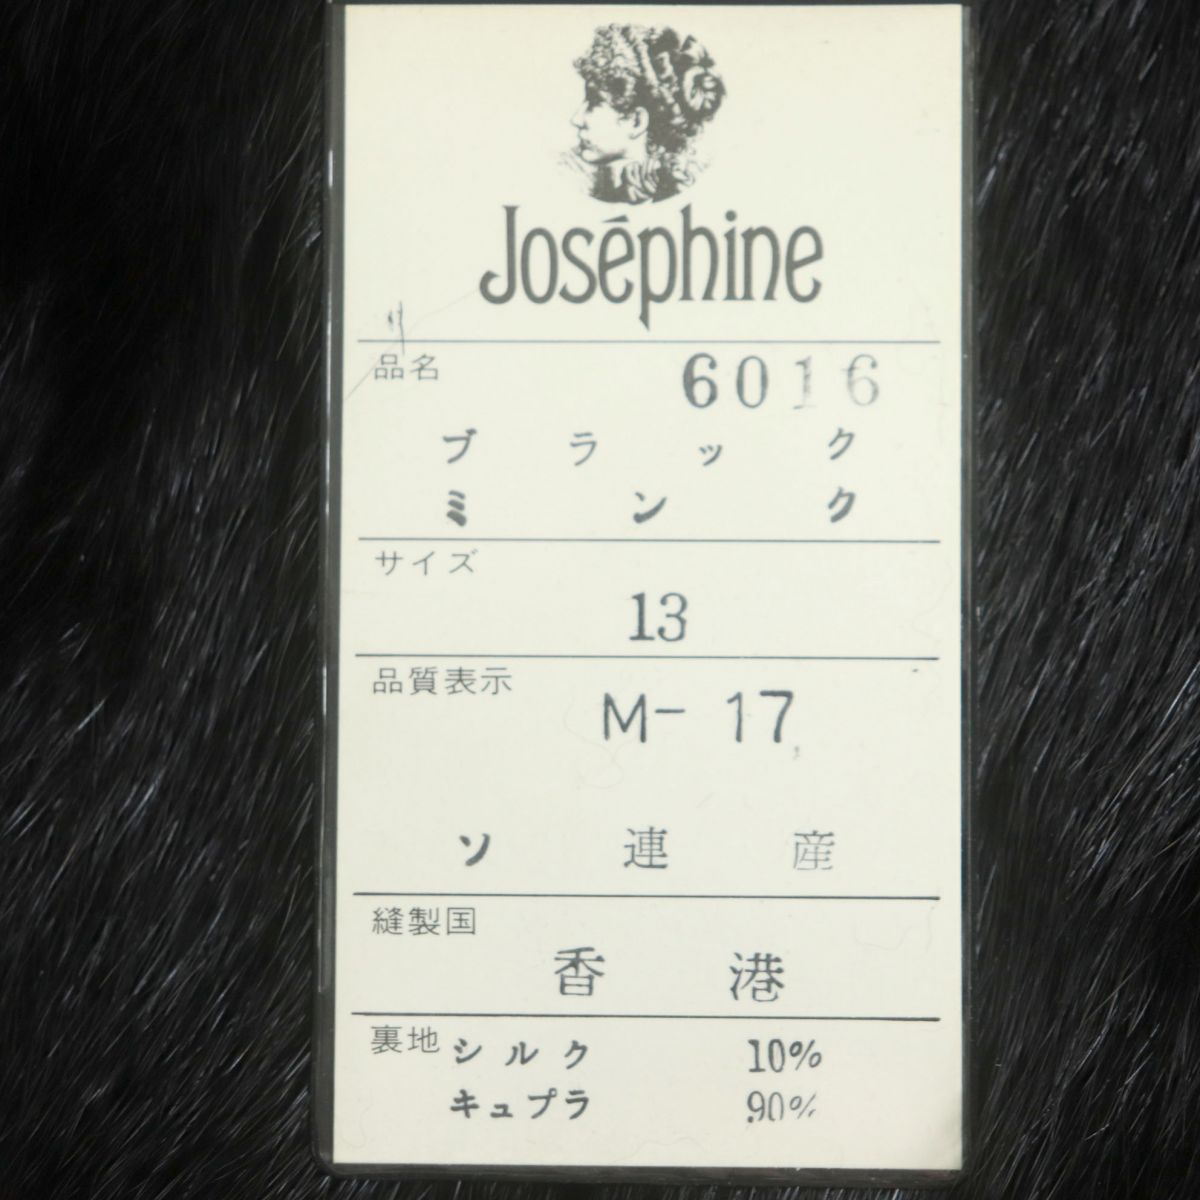 Joséphine
品名 6016
ブラック
ミンク
サイズ
13
品質表示
M- 17
ソ連産
縫製国
香港
裏地 シルク 10%
キュプラ 90%